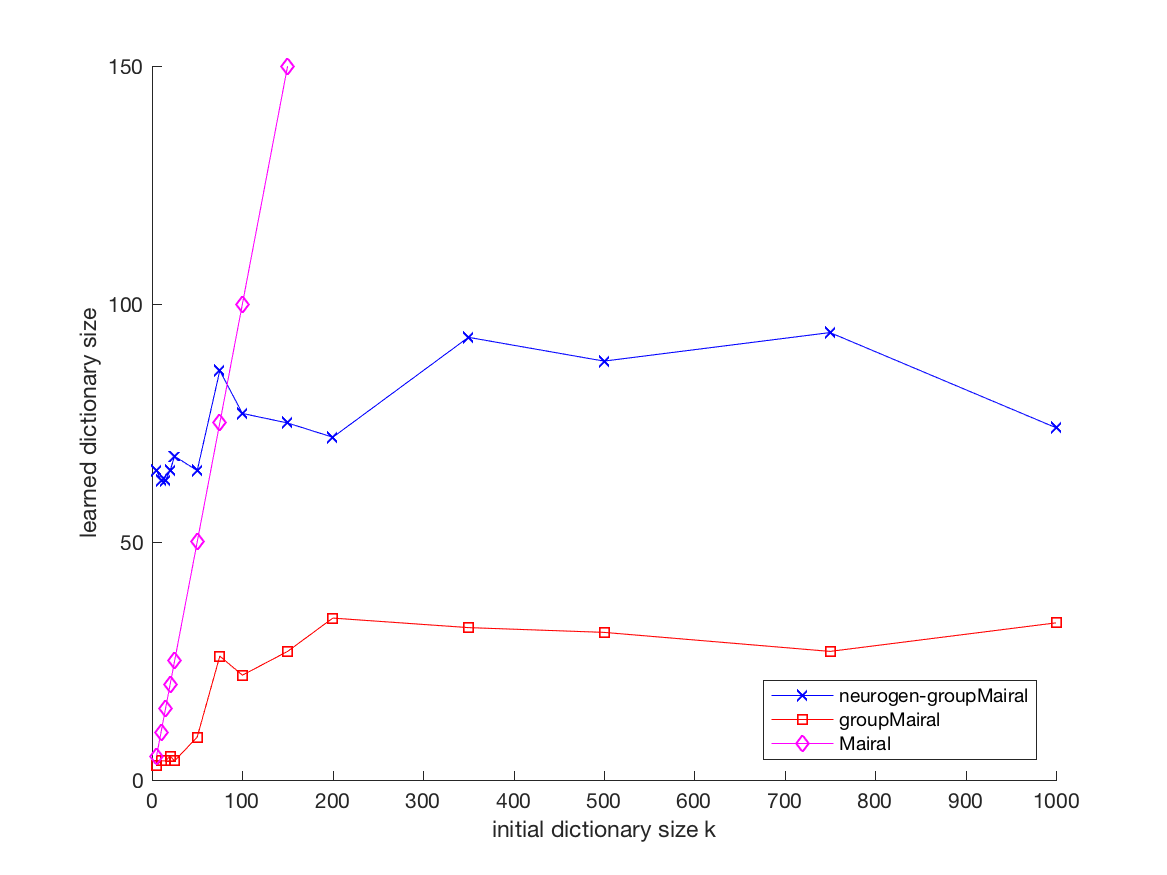 150
100
50
0
learned dictionary size
0 100 200 300 400 500 600 700 800 900 1000
initial dictionary size k
neurogen-groupMairal
groupMairal
Mairal